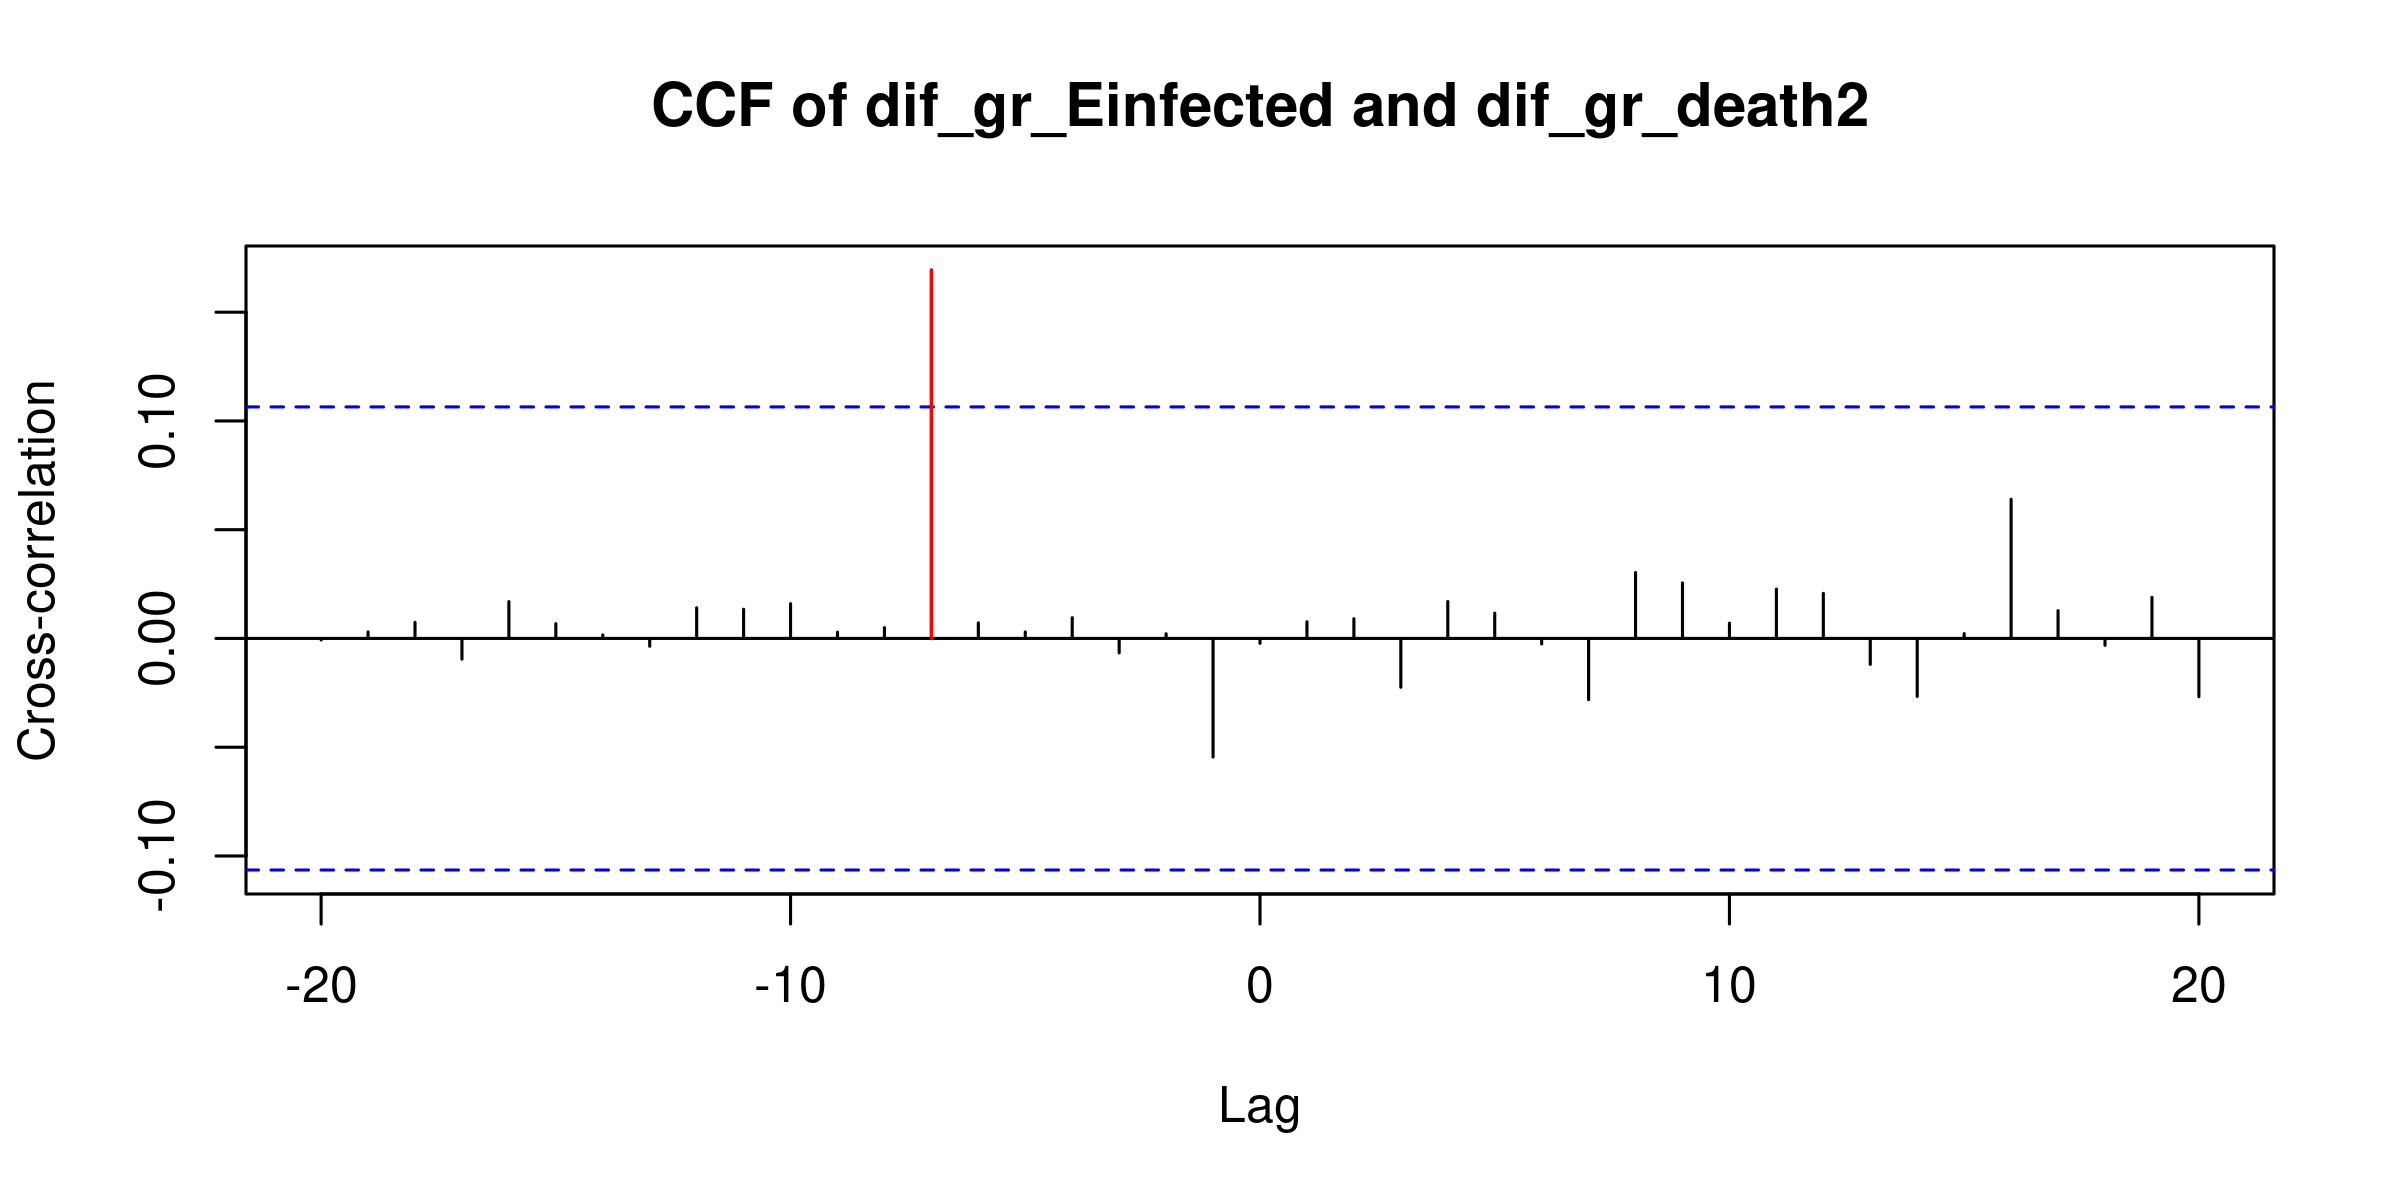 CCF of dif_gr_Einfected and dif_gr_death2
Cross-correlation
0.10
0.00
-0.10
-20 -10 0 10 20
Lag